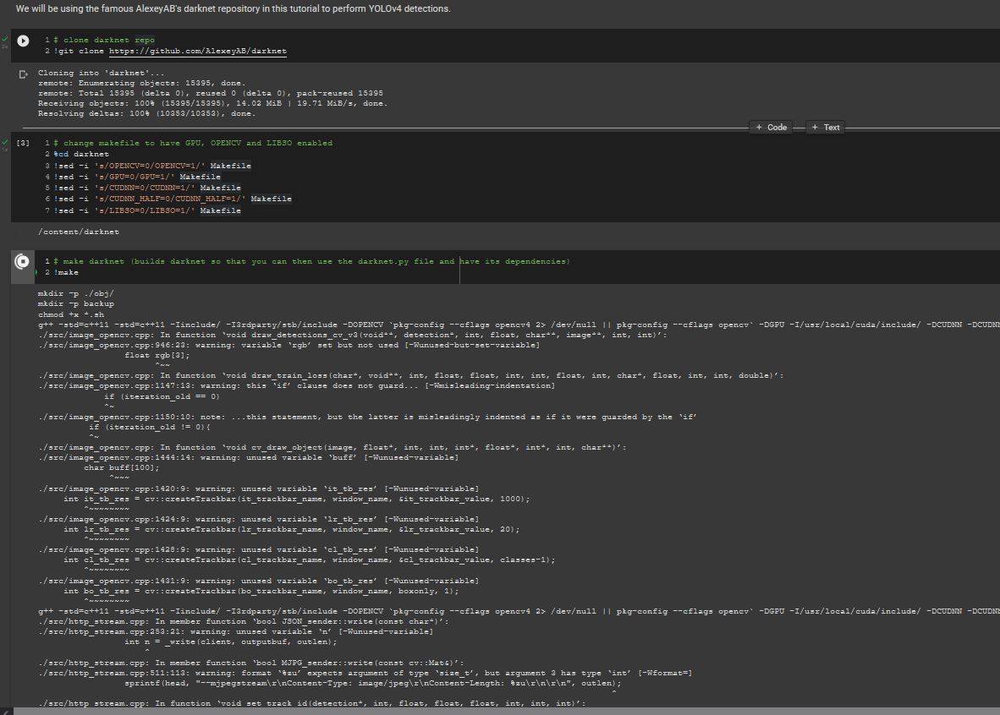 We will be using the famous AlexeyAB's darknet repository in this tutorial to perform YOLOv4 detections.
2s
1 # clone darknet repo
2 !git clone https://github.com/AlexeyAB/darknet
Cloning into 'darknet'...
remote: Enumerating objects: 15395, done.
remote: Total 15395 (delta 0), reused 0 (delta 0), pack-reused 15395
Receiving objects: 100% (15395/15395), 14.02 MiB | 19.71 MiB/s, done.
Resolving deltas: 100% (10353/10353), done.
+ Code + Text
1s
[3] 1 # change makefile to have GPU, OPENCV and LIBSO enabled
2 %cd darknet
3 !sed -i 's/OPENCV=0/OPENCV=1/' Makefile
4 !sed -i 's/GPU=0/GPU=1/' Makefile
5 !sed -i 's/CUDNN=0/CUDNN=1/' Makefile
6 !sed -i 's/CUDNN_HALF=0/CUDNN_HALF=1/' Makefile
7 !sed -i 's/LIBSO=0/LIBSO=1/' Makefile
/content/darknet
1 # make darknet (builds darknet so that you can then use the darknet.py file and have its dependencies)
2 !make
mkdir -p ./obj/
mkdir -p backup
chmod +x *.sh
g++ -std=c++11 -std=c++11 -Iinclude/ -I3rdparty/stb/include -DOPENCV `pkg-config --cflags opencv4 2> /dev/null || pkg-config --cflags opencv` -DGPU -I/usr/local/cuda/include/ -DCUDNN -DCUDNN
./src/image_opencv.cpp: In function ‘void draw_detections_cv_v3(void**, detection*, int, float, char**, image**, int, int)’:
./src/image_opencv.cpp:946:23: warning: variable ‘rgb’ set but not used [-Wunused-but-set-variable]
float rgb[3];
^~~
./src/image_opencv.cpp: In function ‘void draw_train_loss(char*, void**, int, float, float, int, int, float, int, char*, float, int, int, double)’:
./src/image_opencv.cpp:1147:13: warning: this ‘if’ clause does not guard... [-Wmisleading-indentation]
if (iteration_old == 0)
^~
./src/image_opencv.cpp:1150:10: note: ...this statement, but the latter is misleadingly indented as if it were guarded by the ‘if’
if (iteration_old != 0){
^~
./src/image_opencv.cpp: In function ‘void cv_draw_object(image, float*, int, int, int*, float*, int*, int, char**)’:
./src/image_opencv.cpp:1444:14: warning: unused variable ‘buff’ [-Wunused-variable]
char buff[100];
^~~~
./src/image_opencv.cpp:1420:9: warning: unused variable ‘it_tb_res’ [-Wunused-variable]
int it_tb_res = cv::createTrackbar(it_trackbar_name, window_name, &it_trackbar_value, 1000);
^~~~~~~~~
./src/image_opencv.cpp:1424:9: warning: unused variable ‘lr_tb_res’ [-Wunused-variable]
int lr_tb_res = cv::createTrackbar(lr_trackbar_name, window_name, &lr_trackbar_value, 20);
^~~~~~~~~
./src/image_opencv.cpp:1428:9: warning: unused variable ‘cl_tb_res’ [-Wunused-variable]
int cl_tb_res = cv::createTrackbar(cl_trackbar_name, window_name, &cl_trackbar_value, classes-1);
^~~~~~~~~
./src/image_opencv.cpp:1431:9: warning: unused variable ‘bo_tb_res’ [-Wunused-variable]
int bo_tb_res = cv::createTrackbar(bo_trackbar_name, window_name, boxonly, 1);
^~~~~~~~~
g++ -std=c++11 -std=c++11 -Iinclude/ -I3rdparty/stb/include -DOPENCV `pkg-config --cflags opencv4 2> /dev/null || pkg-config --cflags opencv` -DGPU -I/usr/local/cuda/include/ -DCUDNN -DCUDNN
./src/http_stream.cpp: In member function ‘bool JSON_sender::write(const char*)’:
./src/http_stream.cpp:253:21: warning: unused variable ‘n’ [-Wunused-variable]
int n = _write(client, outputbuf, outlen);
^
./src/http_stream.cpp: In member function ‘bool MJPG_sender::write(const cv::Mat&)’:
./src/http_stream.cpp:511:113: warning: format ‘%zu’ expects argument of type ‘size_t’, but argument 3 has type ‘int’ [-Wformat=]
sprintf(head, "--mjpegstream\r\nContent-Type: image/jpeg\r\nContent-Length: %zu\r\n\r\n", outlen);
^
./src/http_stream.cpp: In function ‘void set_track_id(detection*, int, float, float, float, int, int, int)’: